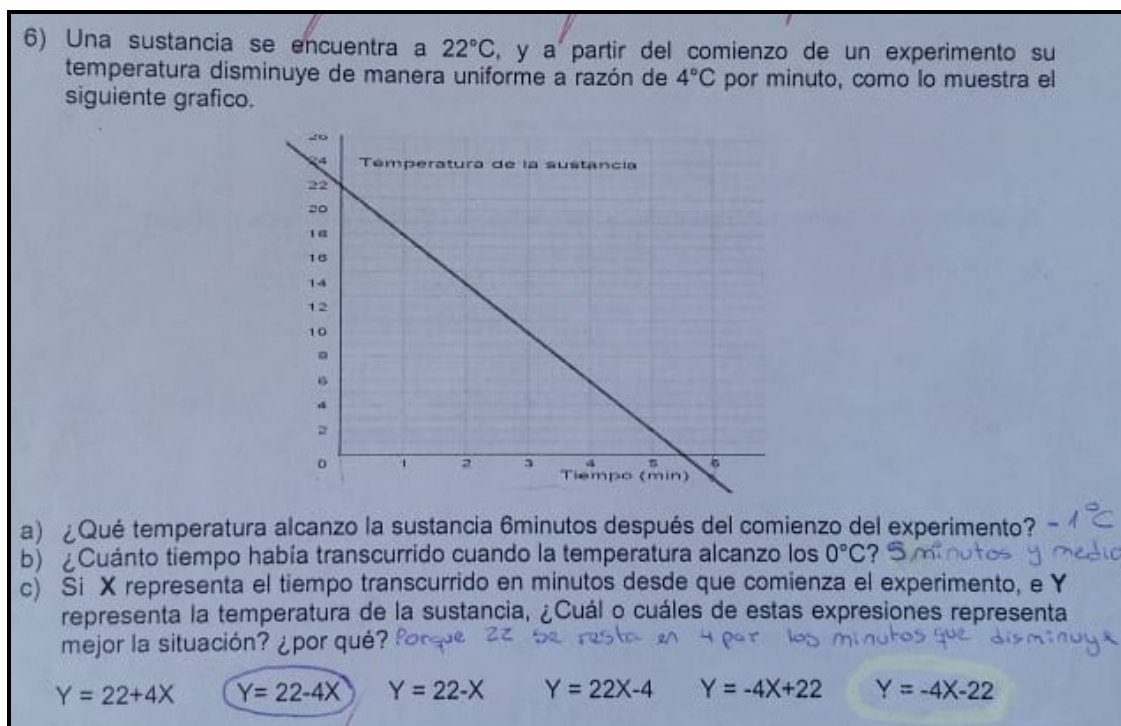 6) Una sustancia se encuentra a 22°C, y a partir del comienzo de un experimento su
temperatura disminuye de manera uniforme a razón de 4°C por minuto, como lo muestra el
siguiente grafico.
26
24 Temperatura de la sustancia
22
20
18
16
14
12
10
8
6
4
2
0 1 2 3 4 5 6
Tiempo (min)
a) ¿Qué temperatura alcanzo la sustancia 6minutos después del comienzo del experimento? -1°C
b) ¿Cuánto tiempo había transcurrido cuando la temperatura alcanzo los 0°C? 5 minutos y medio
c) Si X representa el tiempo transcurrido en minutos desde que comienza el experimento, e Y
representa la temperatura de la sustancia, ¿Cuál o cuáles de estas expresiones representa
mejor la situación? ¿por qué? Porque 22 se resta en 4 por los minutos que disminuye
Y = 22+4X Y= 22-4X Y = 22-X Y = 22X-4 Y = -4X+22 Y = -4X-22